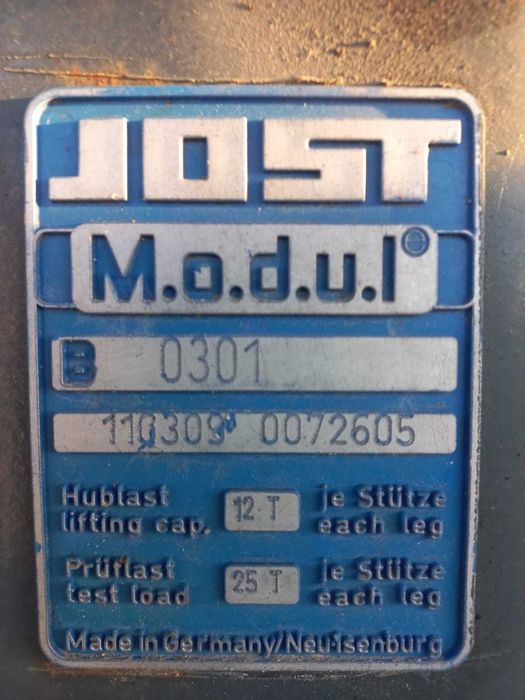 JOST
M.o.d.u.l®
B 0301
110309 0072605
Hublast 12 T je Stütze
lifting cap. each leg
Prüflast 25 T je Stütze
test load each leg
Made in Germany/Neu-Isenburg